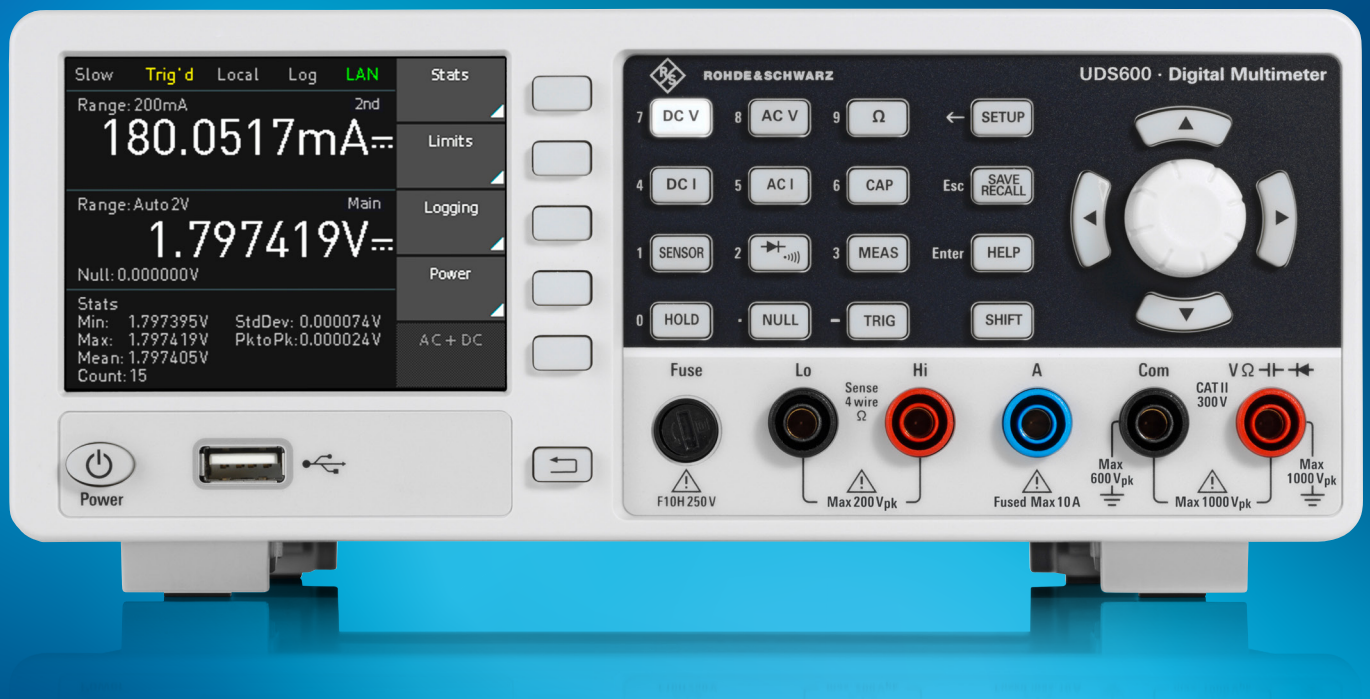 Slow Trig'd Local Log LAN
Range: 200mA 2nd
180.0517mA
Range: Auto 2V Main
1.797419V
Null: 0.000000V
Stats
Min: 1.797395V StdDev: 0.000074V
Max: 1.797419V PktoPk: 0.000024V
Mean: 1.797405V
Count: 15
Stats
Limits
Logging
Power
AC + DC
Power
R&S
ROHDE&SCHWARZ
UDS600 · Digital Multimeter
7 DC V 8 AC V 9 Ω ← SETUP
4 DC I 5 AC I 6 CAP Esc SAVE
RECALL
1 SENSOR 2 3 MEAS Enter HELP
0 HOLD · NULL − TRIG SHIFT
Fuse Lo Hi A Com V Ω
Sense
4 wire
Ω
CAT II
300 V
Max
600 Vpk
Max
1000 Vpk
F10H 250 V
Max 200 Vpk
Fused Max 10 A
Max 1000 Vpk